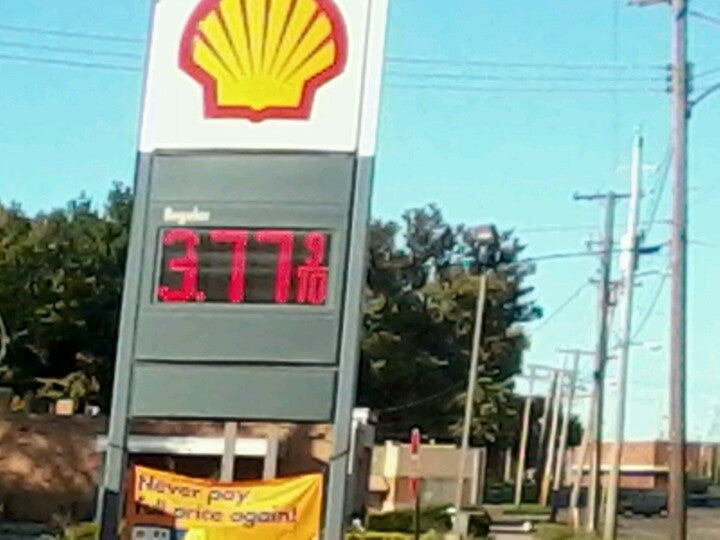 Regular
3.77 9/10
Never pay
full price again!